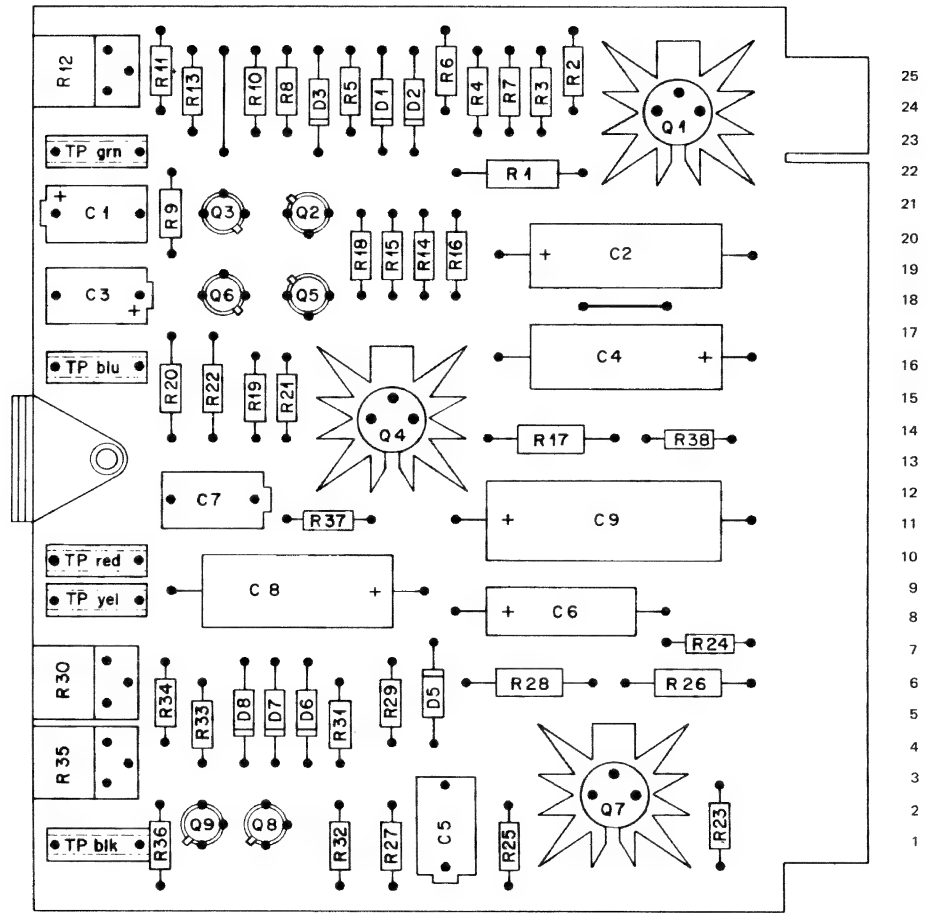 R12
R11
R13
R10
R8
D3
R5
D1
D2
R6
R4
R7
R3
R2
Q1
25
24
23
TP grn
R1
22
+
C1
R9
Q3
Q2
21
R18
R15
R14
R16
+
C2
20
19
C3
+
Q6
Q5
18
17
C4
+
TP blu
R20
R22
R19
R21
16
15
Q4
R17
R38
14
13
C7
R37
+
C9
12
11
TP red
10
TP yel
C8
+
9
+
C6
8
R24
7
R30
R34
R33
D8
D7
D6
R31
R29
D5
R28
R26
6
5
R35
4
3
Q7
R23
2
TP blk
R36
Q9
Q8
R32
R27
C5
R25
1